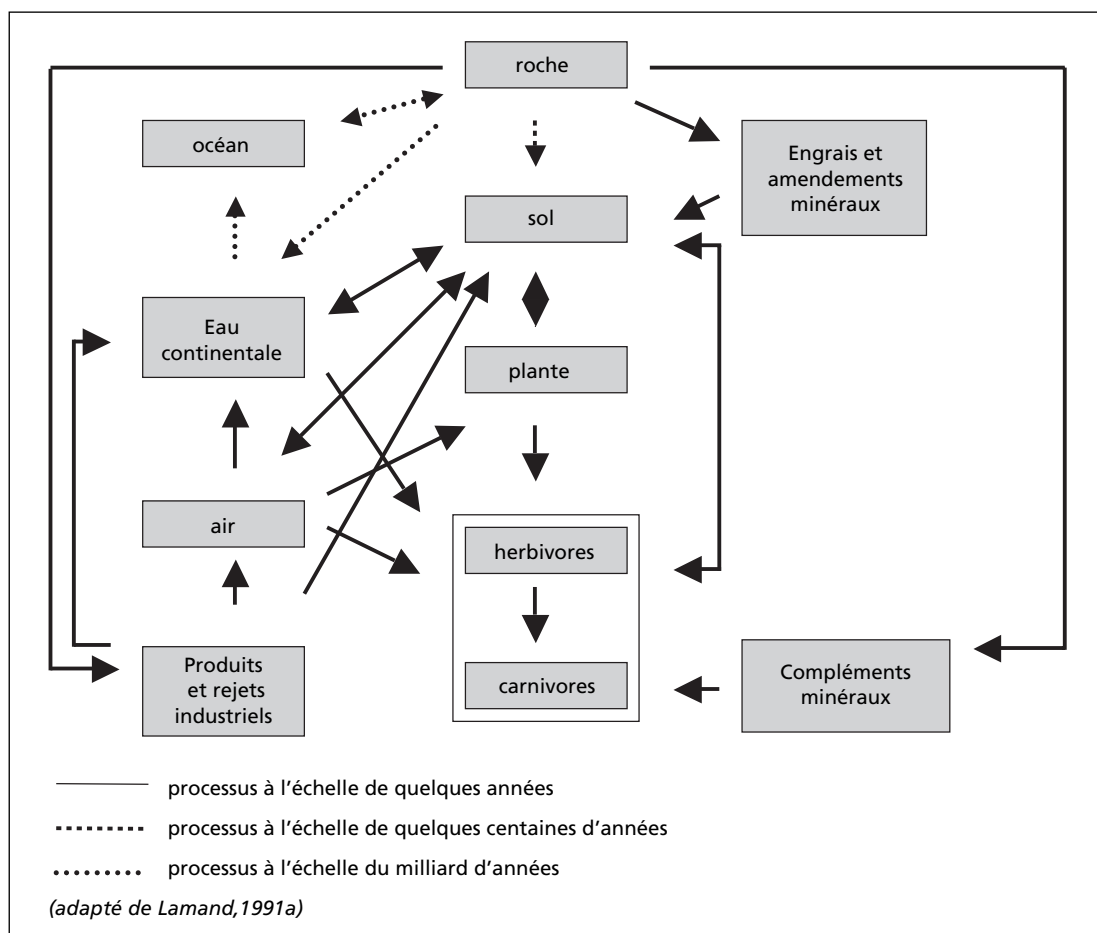 roche
océan
Engrais et
amendements
minéraux
sol
Eau
continentale
plante
air
herbivores
Produits
et rejets
industriels
carnivores
Compléments
minéraux
processus à l'échelle de quelques années
processus à l'échelle de quelques centaines d'années
processus à l'échelle du milliard d'années
(adapté de Lamand,1991a)